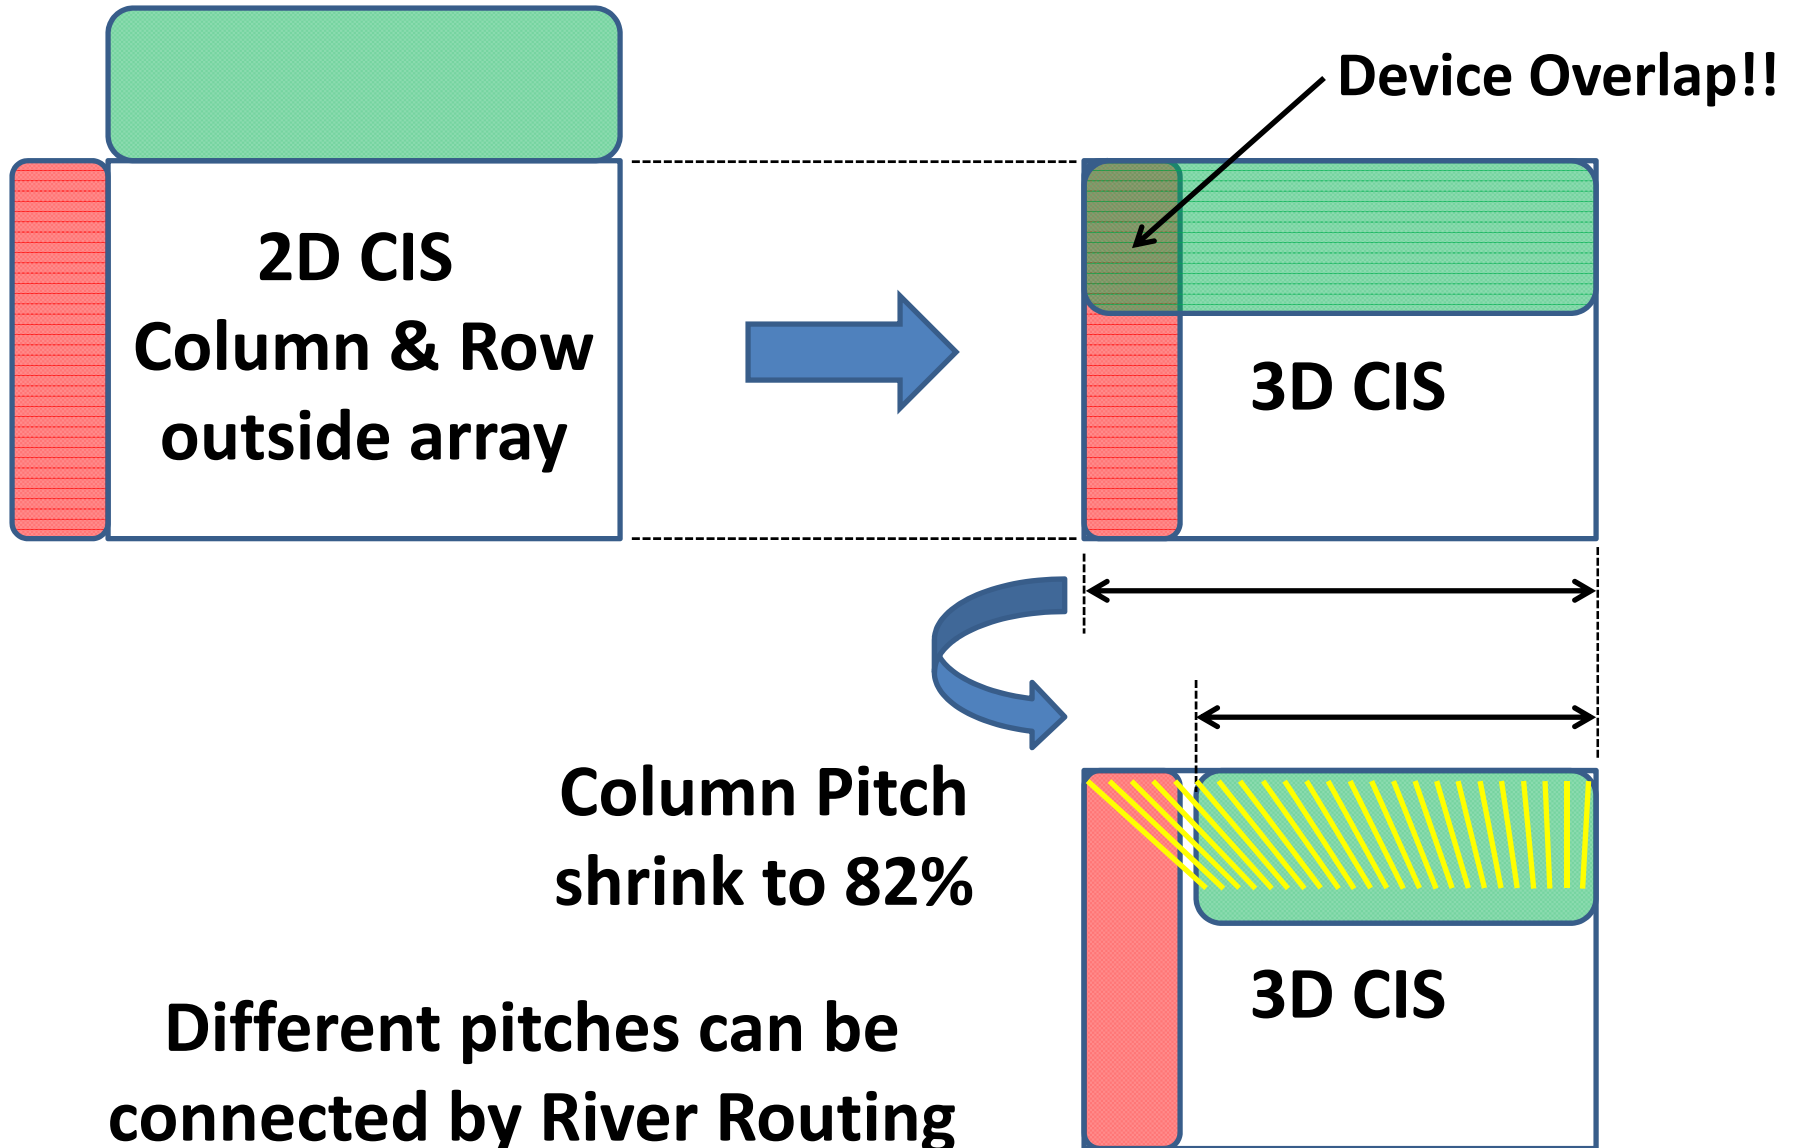 Device Overlap!!
2D CIS
Column & Row
outside array
3D CIS
Column Pitch
shrink to 82%
3D CIS
Different pitches can be
connected by River Routing